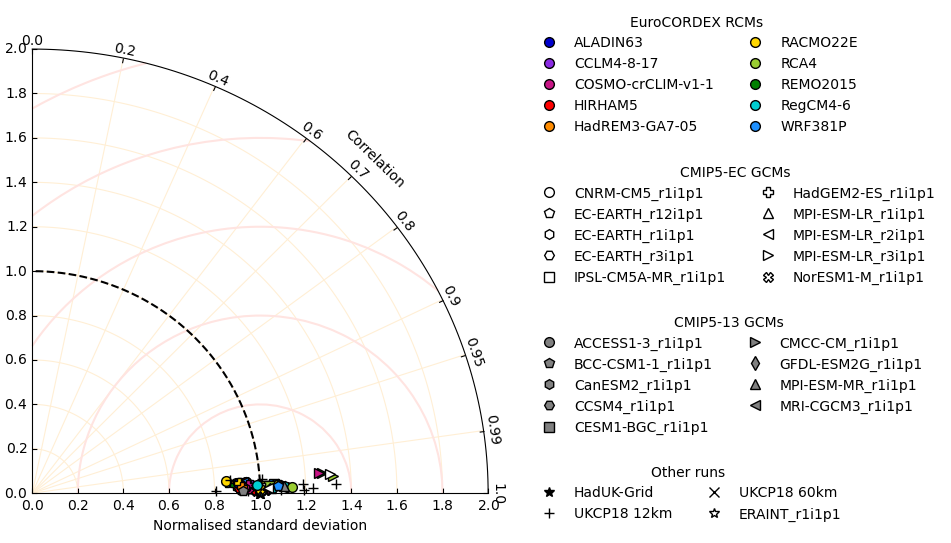 0.0
0.2
0.4
0.6
0.7
0.8
0.9
0.95
0.99
1.0
Correlation
2.0
1.8
1.6
1.4
1.2
1.0
0.8
0.6
0.4
0.2
0.0
0.0 0.2 0.4 0.6 0.8 1.0 1.2 1.4 1.6 1.8 2.0
Normalised standard deviation
EuroCORDEX RCMs
ALADIN63
CCLM4-8-17
COSMO-crCLIM-v1-1
HIRHAM5
HadREM3-GA7-05
RACMO22E
RCA4
REMO2015
RegCM4-6
WRF381P
CMIP5-EC GCMs
CNRM-CM5_r1i1p1
EC-EARTH_r12i1p1
EC-EARTH_r1i1p1
EC-EARTH_r3i1p1
IPSL-CM5A-MR_r1i1p1
HadGEM2-ES_r1i1p1
MPI-ESM-LR_r1i1p1
MPI-ESM-LR_r2i1p1
MPI-ESM-LR_r3i1p1
NorESM1-M_r1i1p1
CMIP5-13 GCMs
ACCESS1-3_r1i1p1
BCC-CSM1-1_r1i1p1
CanESM2_r1i1p1
CCSM4_r1i1p1
CESM1-BGC_r1i1p1
CMCC-CM_r1i1p1
GFDL-ESM2G_r1i1p1
MPI-ESM-MR_r1i1p1
MRI-CGCM3_r1i1p1
Other runs
HadUK-Grid
UKCP18 12km
UKCP18 60km
ERAINT_r1i1p1